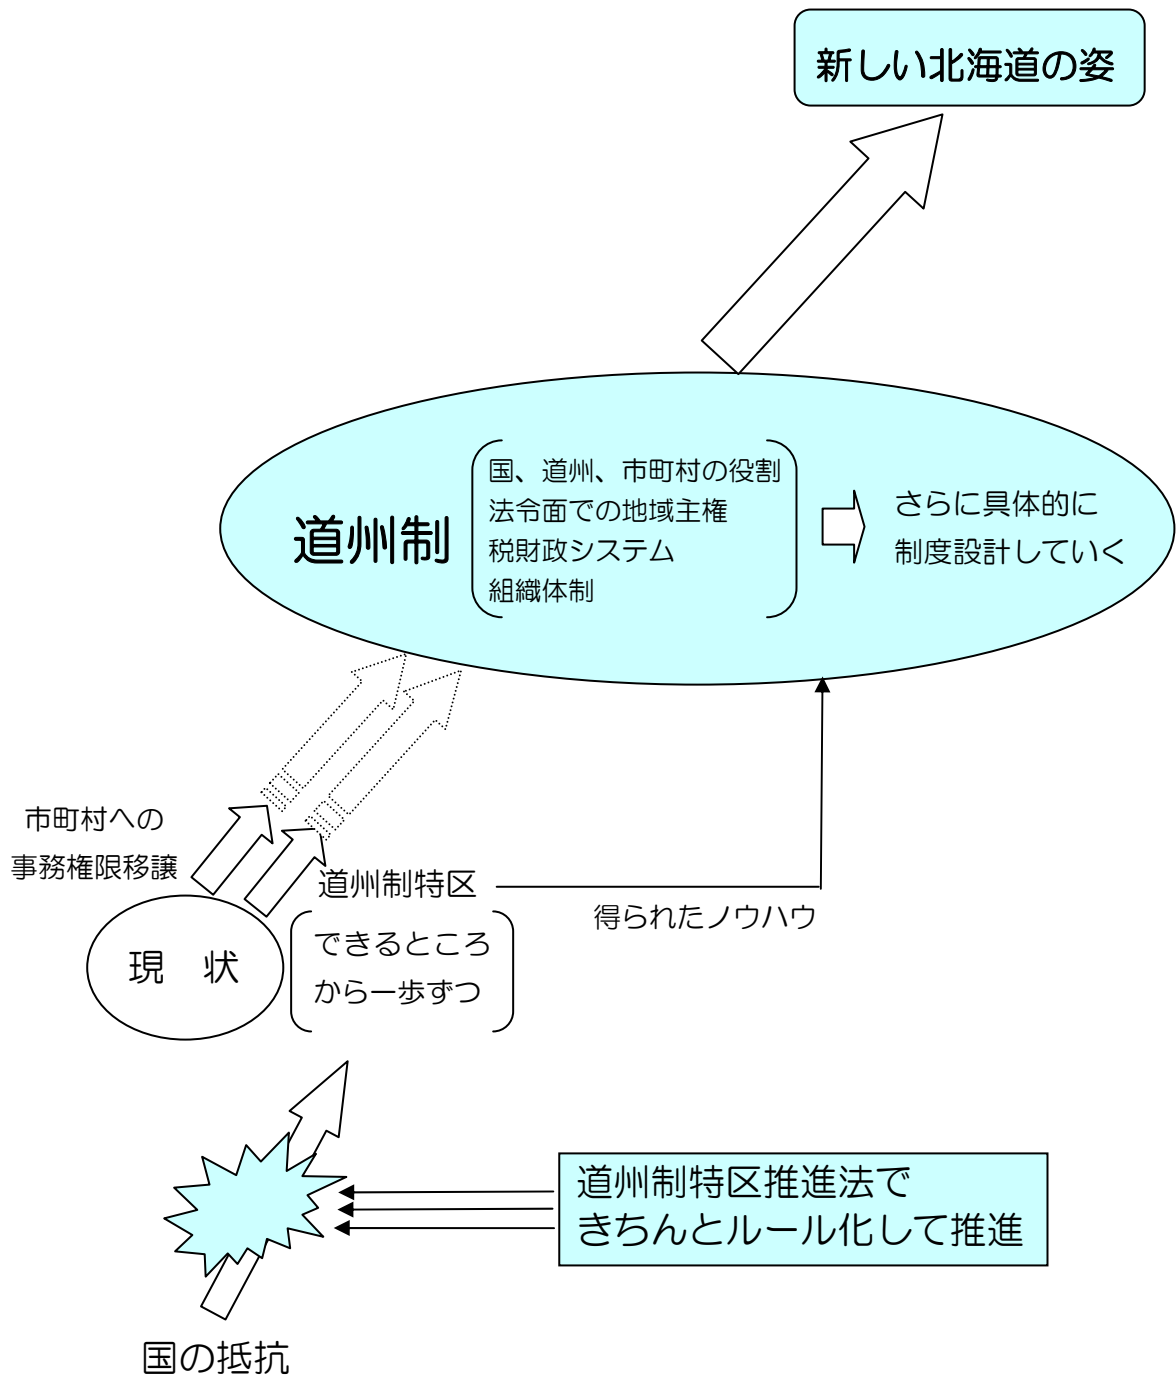 新しい北海道の姿
道州制
国、道州、市町村の役割
法令面での地域主権
税財政システム
組織体制
さらに具体的に
制度設計していく
市町村への
事務権限移譲
道州制特区
得られたノウハウ
現　状
できるところ
から一歩ずつ
道州制特区推進法で
きちんとルール化して推進
国の抵抗